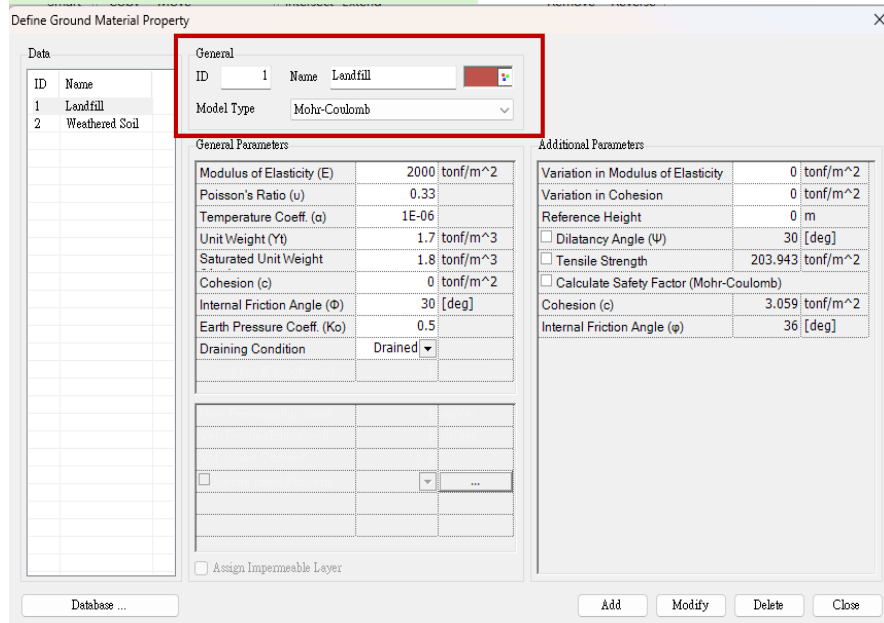 Define Ground Material Property
Data
ID Name
1 Landfill
2 Weathered Soil
General
ID 1 Name Landfill
Model Type Mohr-Coulomb
General Parameters
Modulus of Elasticity (E) 2000 tonf/m^2
Poisson's Ratio (υ) 0.33
Temperature Coeff. (α) 1E-06
Unit Weight (Yt) 1.7 tonf/m^3
Saturated Unit Weight 1.8 tonf/m^3
Cohesion (c) 0 tonf/m^2
Internal Friction Angle (Φ) 30 [deg]
Earth Pressure Coeff. (Ko) 0.5
Draining Condition Drained
Assign Impermeable Layer
Additional Parameters
Variation in Modulus of Elasticity 0 tonf/m^2
Variation in Cohesion 0 tonf/m^2
Reference Height 0 m
Dilatancy Angle (Ψ) 30 [deg]
Tensile Strength 203.943 tonf/m^2
Calculate Safety Factor (Mohr-Coulomb)
Cohesion (c) 3.059 tonf/m^2
Internal Friction Angle (φ) 36 [deg]
...
Database ... Add Modify Delete Close